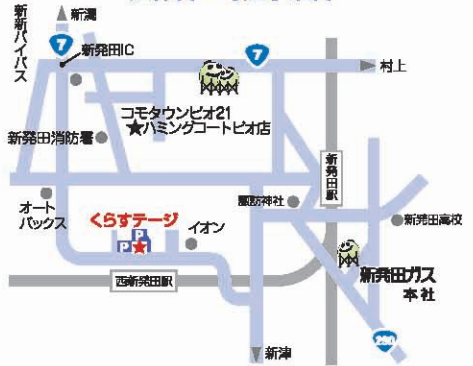 新潟
新新バイパス
7
新発田IC
7
村上
コモタウンピオ21
★ハミングコートピオ店
新発田消防署
新発田駅
オート
バックス
諏訪神社
くらすテージ
イオン
新発田高校
P
P
新発田ガス
本社
西新発田駅
290
新津